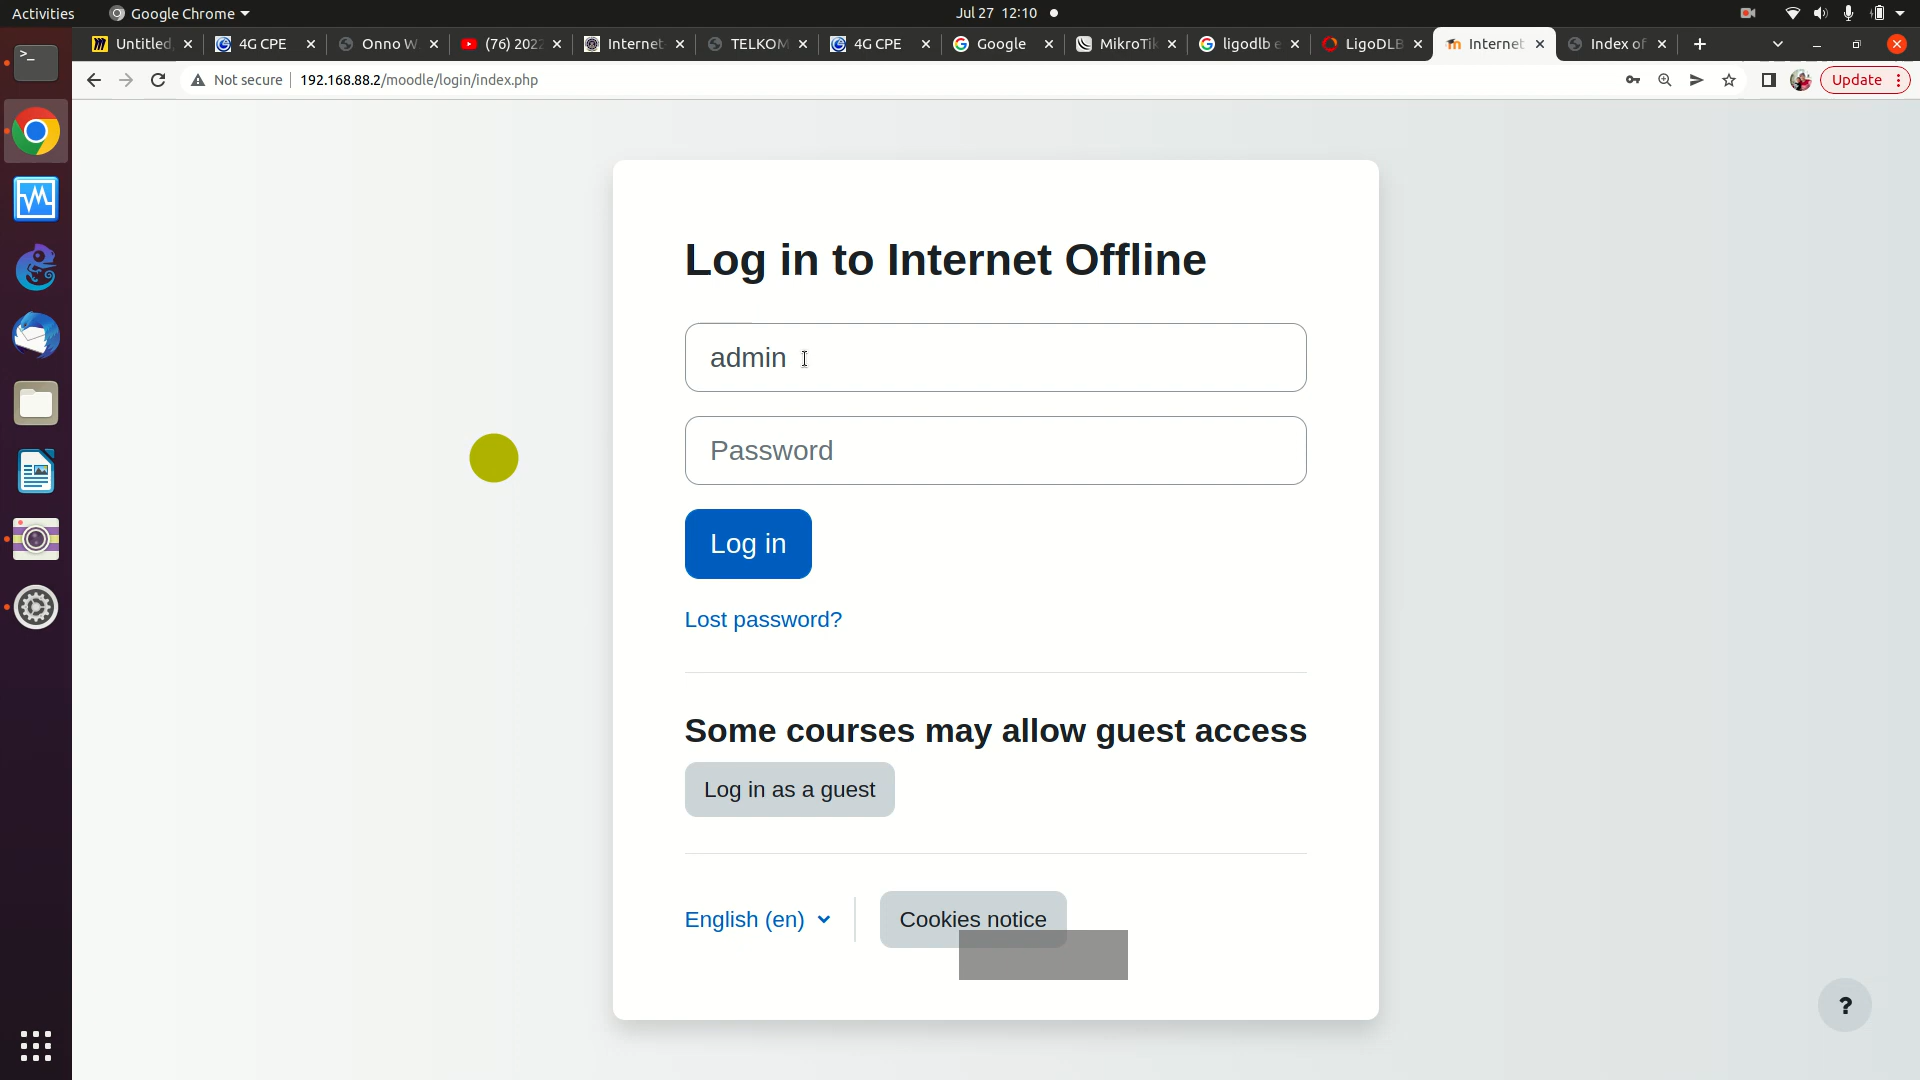 Activities
Google Chrome
Jul 27 12:10
Untitled
4G CPE
Onno W
(76) 202
Internet
TELKOM
4G CPE
Google
MikroTik
ligodlb e
LigoDLB
Internet
Index of
Not secure
192.168.88.2/moodle/login/index.php
Update
Log in to Internet Offline
admin
Password
Log in
Lost password?
Some courses may allow guest access
Log in as a guest
English (en)
Cookies notice
?